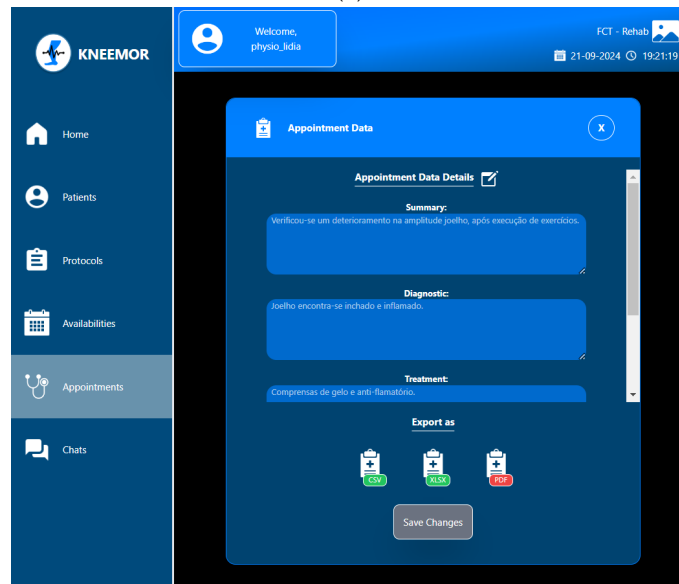 KNEEMOR
Welcome,
physio_lidia
FCT - Rehab
21-09-2024 19:21:19
Home
Patients
Protocols
Availabilities
Appointments
Chats
Appointment Data
X
Appointment Data Details
Summary:
Verificou-se um deterioramento na amplitude joelho, após execução de exercícios.
Diagnostic:
Joelho encontra-se inchado e inflamado.
Treatment:
Comprensas de gelo e anti-flamatório.
Export as
CSV
XLSX
PDF
Save Changes